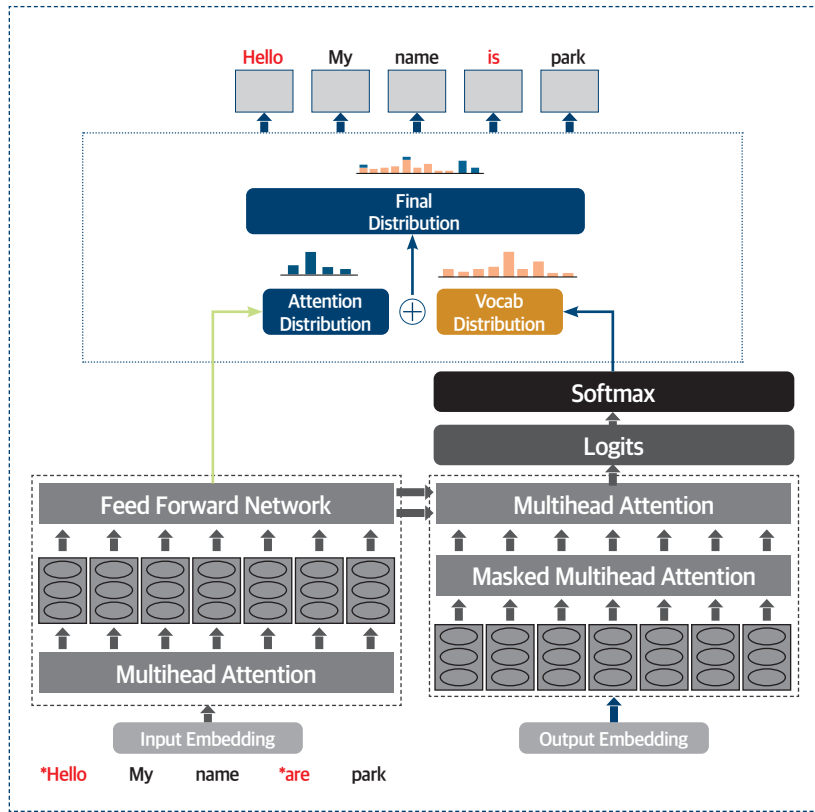 Hello My name is park
Final
Distribution
Attention
Distribution
Vocab
Distribution
Softmax
Logits
Feed Forward Network
Multihead Attention
Masked Multihead Attention
Multihead Attention
Input Embedding
Output Embedding
*Hello My name *are park